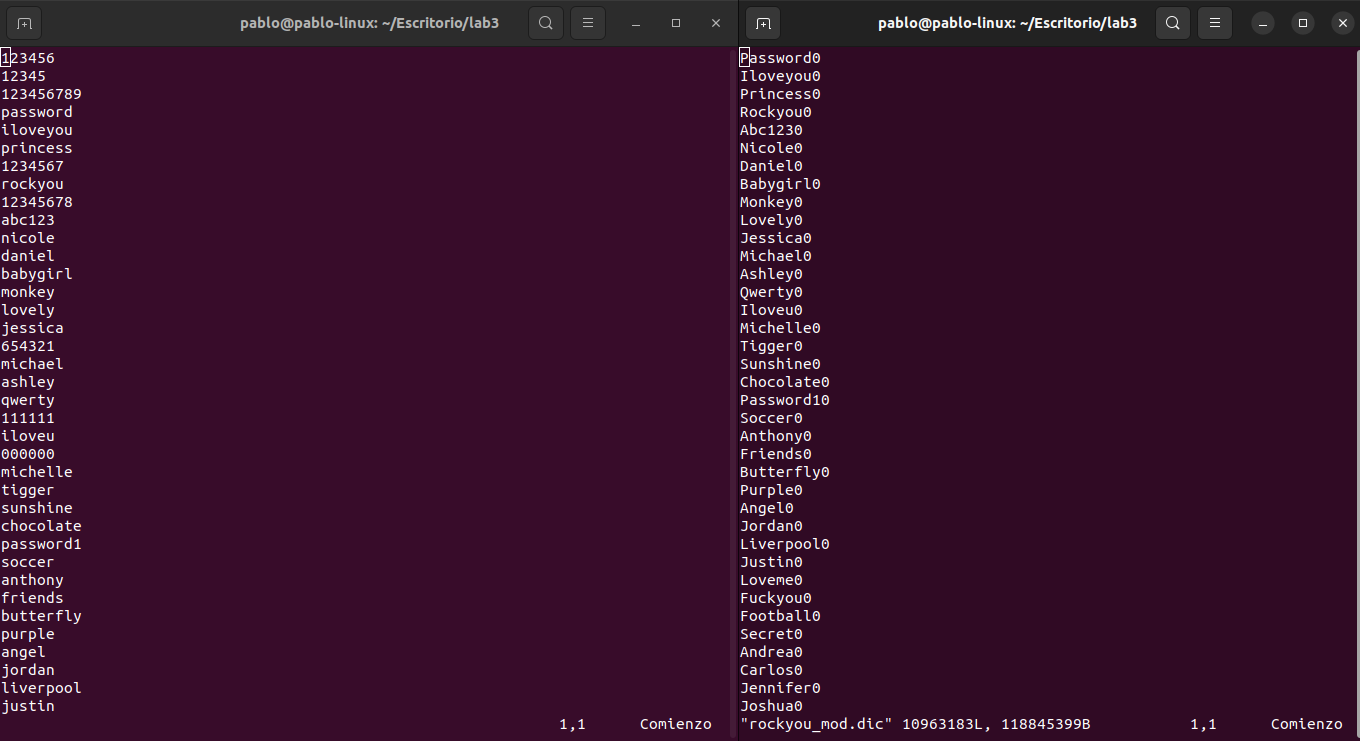 pablo@pablo-linux: ~/Escritorio/lab3
123456
12345
123456789
password
iloveyou
princess
1234567
rockyou
12345678
abc123
nicole
daniel
babygirl
monkey
lovely
jessica
654321
michael
ashley
qwerty
111111
iloveu
000000
michelle
tigger
sunshine
chocolate
password1
soccer
anthony
friends
butterfly
purple
angel
jordan
liverpool
justin
1,1 Comienzo
pablo@pablo-linux: ~/Escritorio/lab3
Password0
Iloveyou0
Princess0
Rockyou0
Abc1230
Nicole0
Daniel0
Babygirl0
Monkey0
Lovely0
Jessica0
Michael0
Ashley0
Qwerty0
Iloveu0
Michelle0
Tigger0
Sunshine0
Chocolate0
Password10
Soccer0
Anthony0
Friends0
Butterfly0
Purple0
Angel0
Jordan0
Liverpool0
Justin0
Loveme0
Fuckyou0
Football0
Secret0
Andrea0
Carlos0
Jennifer0
Joshua0
"rockyou_mod.dic" 10963183L, 118845399B 1,1 Comienzo